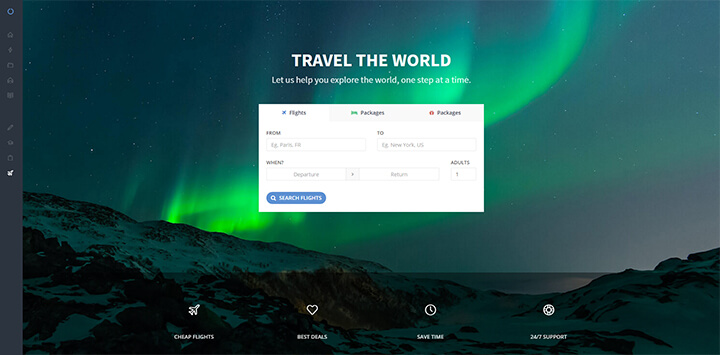 TRAVEL THE WORLD
Let us help you explore the world, one step at a time.
Flights Packages Packages
FROM TO
Eg, Paris, FR Eg. New York, US
WHEN? ADULTS
Departure Return 1
SEARCH FLIGHTS
CHEAP FLIGHTS BEST DEALS SAVE TIME 24/7 SUPPORT